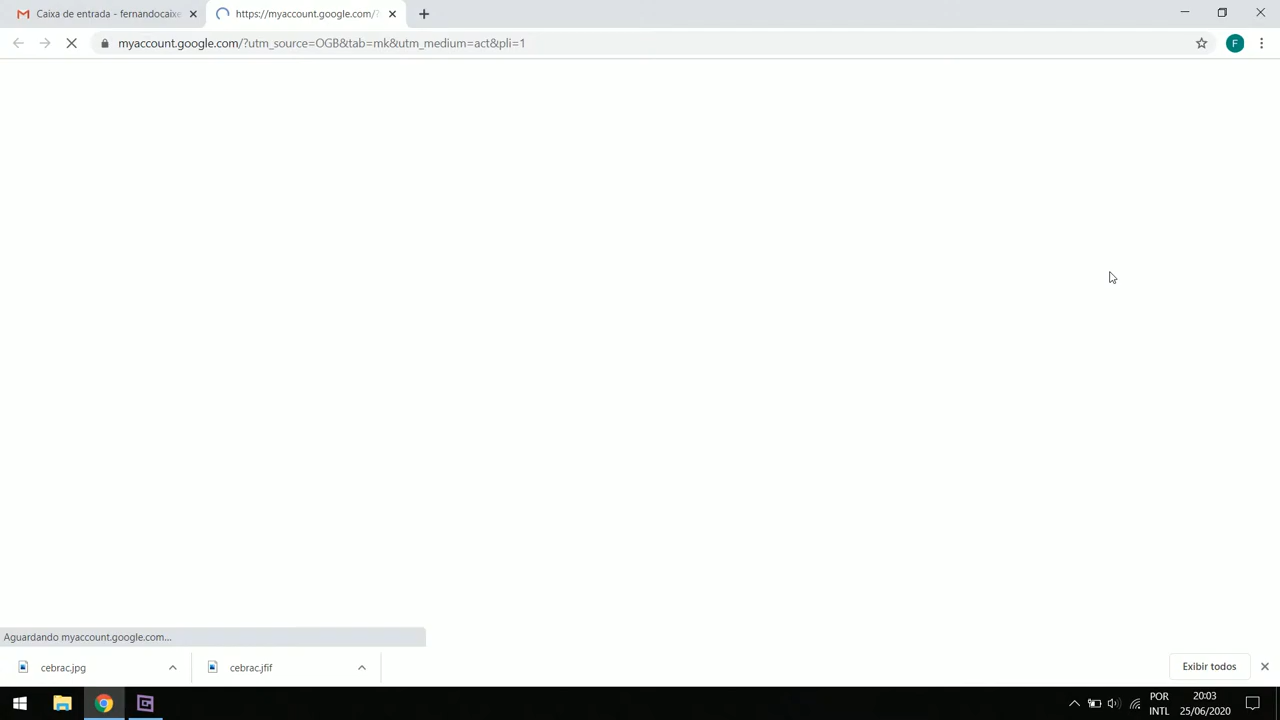 Caixa de entrada - fernandocaixe
https://myaccount.google.com/?
myaccount.google.com/?utm_source=OGB&tab=mk&utm_medium=act&pli=1
F
Aguardando myaccount.google.com...
cebrac.jpg
cebrac.jfif
Exibir todos
POR
INTL
20:03
25/06/2020